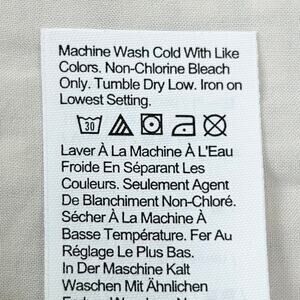 Machine Wash Cold With Like
Colors. Non-Chlorine Bleach
Only. Tumble Dry Low. Iron on
Lowest Setting.
30
Laver À La Machine À L'Eau
Froide En Séparant Les
Couleurs. Seulement Agent
De Blanchiment Non-Chloré.
Sécher À La Machine À
Basse Température. Fer Au
Réglage Le Plus Bas.
In Der Maschine Kalt
Waschen Mit Ähnlichen